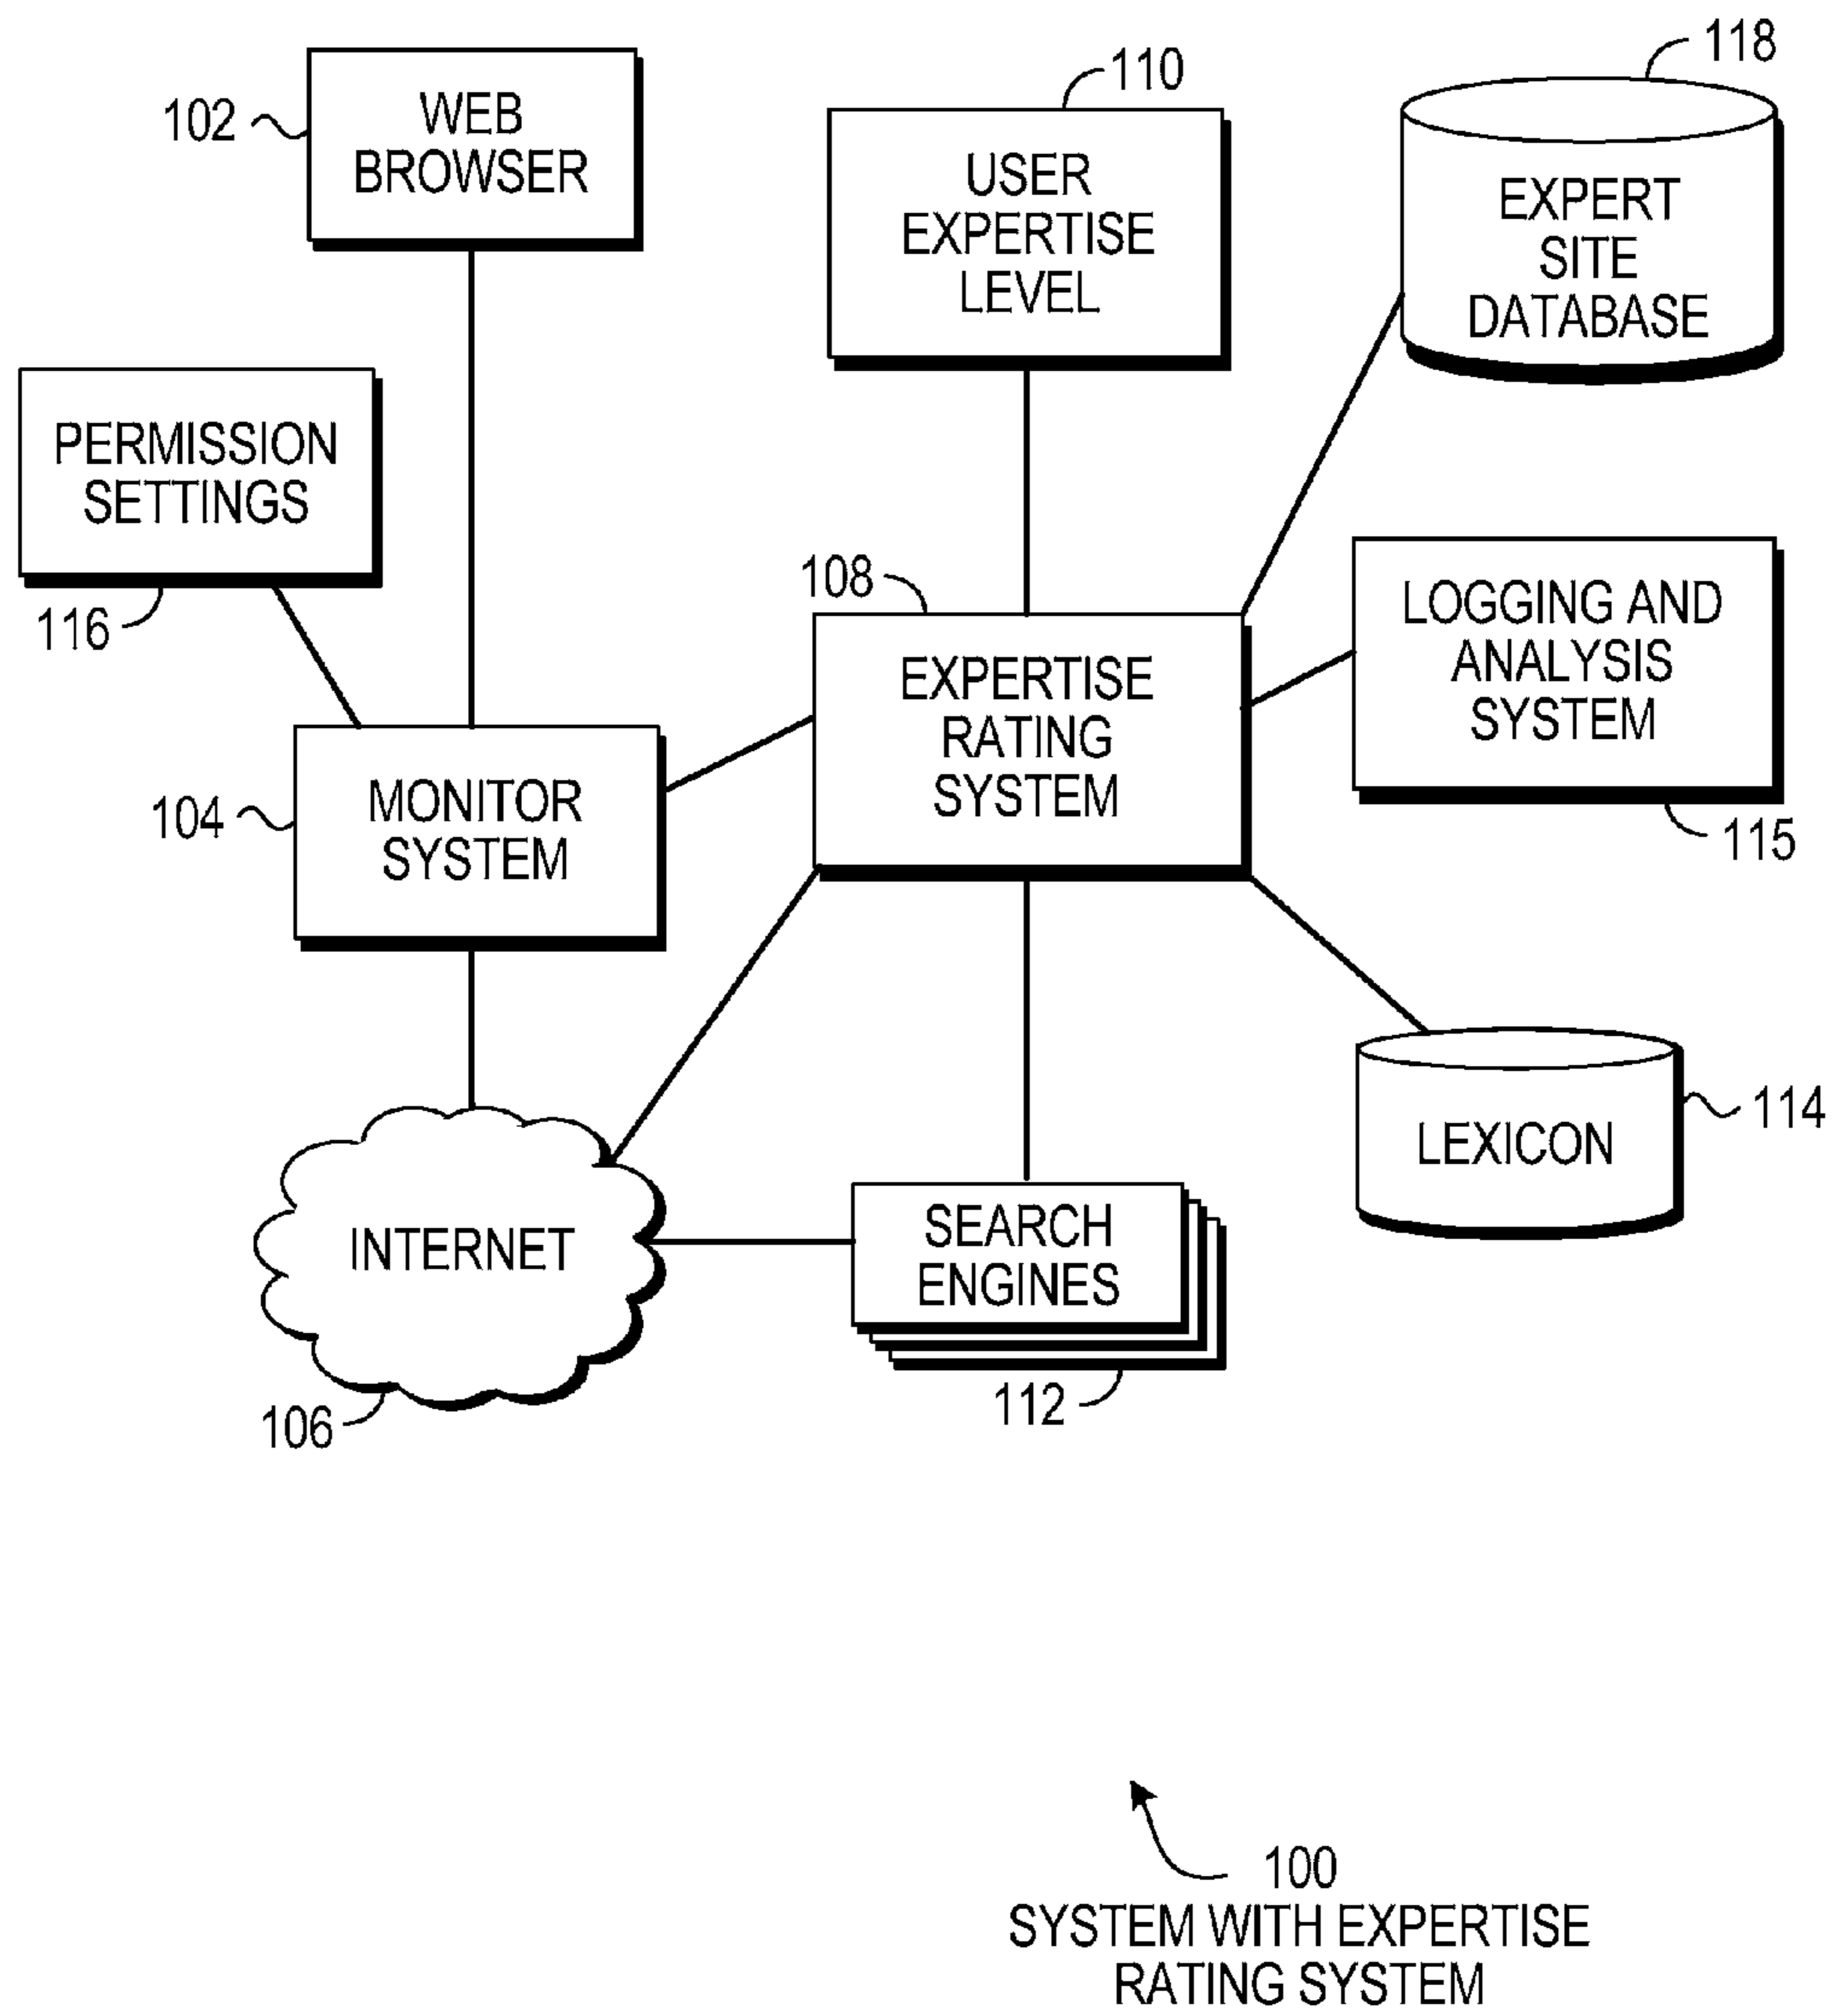 102
WEB
BROWSER
110
USER
EXPERTISE
LEVEL
118
EXPERT
SITE
DATABASE
PERMISSION
SETTINGS
116
108
EXPERTISE
RATING
SYSTEM
LOGGING AND
ANALYSIS
SYSTEM
115
104
MONITOR
SYSTEM
INTERNET
106
SEARCH
ENGINES
112
LEXICON
114
100
SYSTEM WITH EXPERTISE
RATING SYSTEM